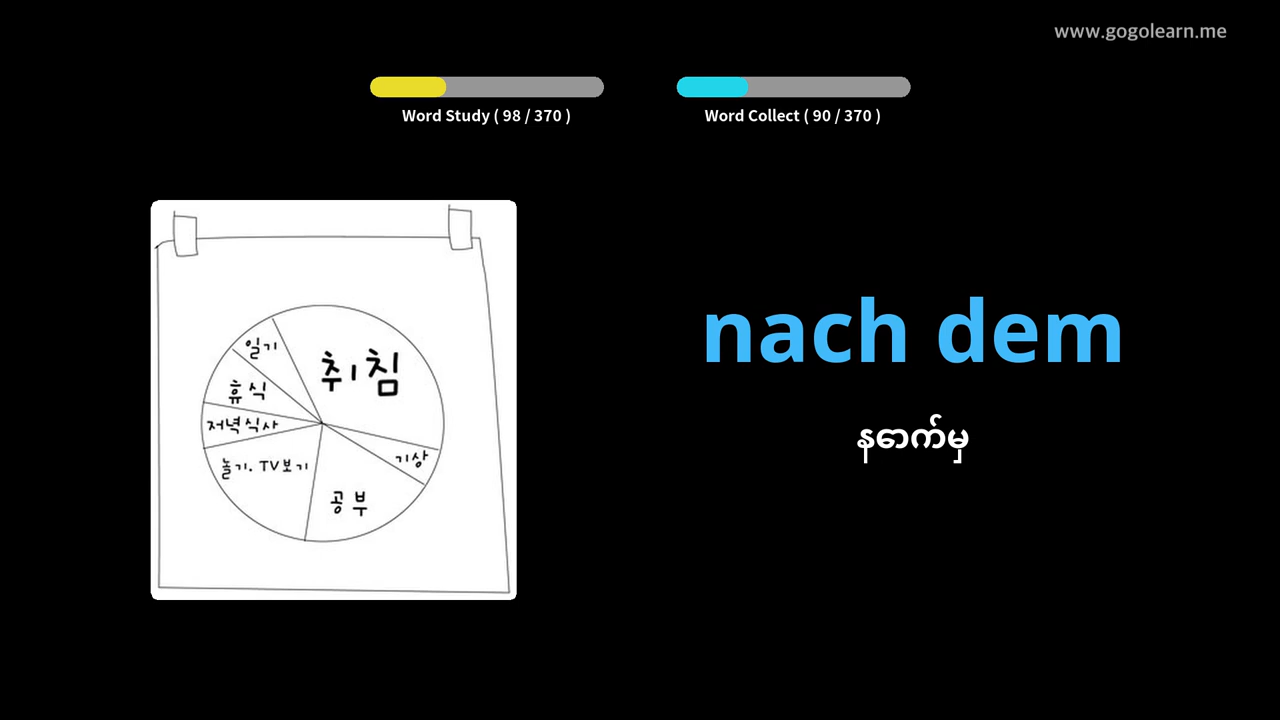 www.gogolearn.me
Word Study ( 98 / 370 )
Word Collect ( 90 / 370 )
일기
취침
휴식
저녁식사
놀기. TV보기
기상
공부
nach dem
နောက်မှ